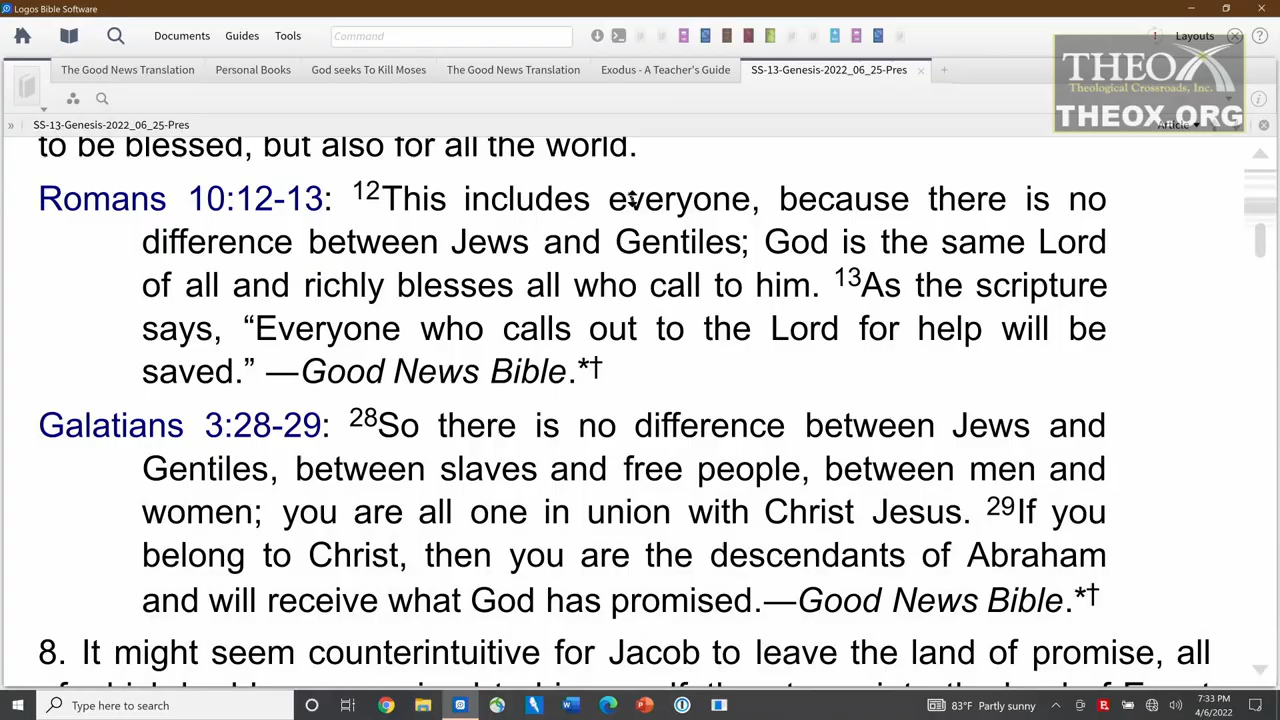 Logos Bible Software
Documents Guides Tools Command Layouts
THEOX
Theological Crossroads, Inc.
THEOX.ORG
The Good News Translation Personal Books God seeks To Kill Moses The Good News Translation Exodus - A Teacher's Guide SS-13-Genesis-2022_06_25-Pres
SS-13-Genesis-2022_06_25-Pres Article
to be blessed, but also for all the world.
Romans 10:12-13: 12This includes everyone, because there is no
difference between Jews and Gentiles; God is the same Lord
of all and richly blesses all who call to him. 13As the scripture
says, “Everyone who calls out to the Lord for help will be
saved.” —Good News Bible.*†
Galatians 3:28-29: 28So there is no difference between Jews and
Gentiles, between slaves and free people, between men and
women; you are all one in union with Christ Jesus. 29If you
belong to Christ, then you are the descendants of Abraham
and will receive what God has promised.—Good News Bible.*†
8. It might seem counterintuitive for Jacob to leave the land of promise, all
Type here to search 83°F Partly sunny 7:33 PM
4/6/2022